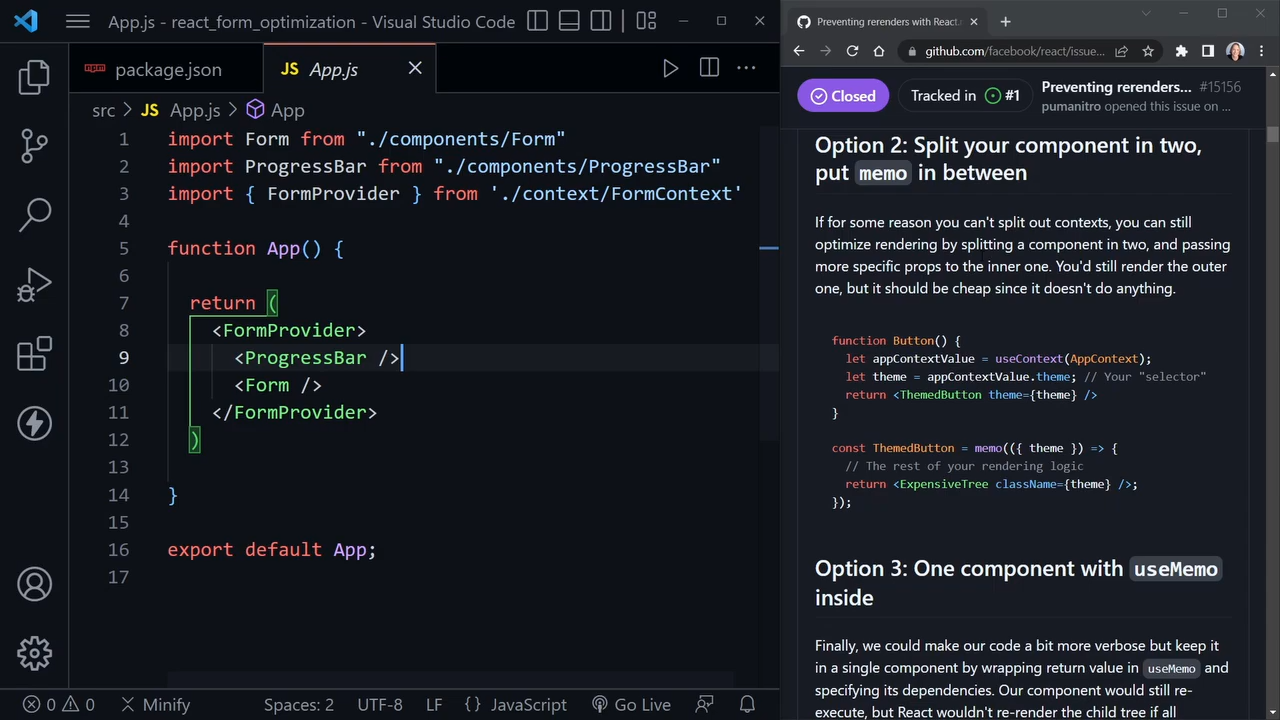 App.js - react_form_optimization - Visual Studio Code
package.json
JS App.js
src > JS App.js > App
1 import Form from "./components/Form"
2 import ProgressBar from "./components/ProgressBar"
3 import { FormProvider } from './context/FormContext'
4
5 function App() {
6
7 return (
8 <FormProvider>
9 <ProgressBar />
10 <Form />
11 </FormProvider>
12 )
13
14 }
15
16 export default App;
17
0 0 Minify Spaces: 2 UTF-8 LF {} JavaScript Go Live
Preventing rerenders with React.
github.com/facebook/react/issue...
Closed
Tracked in #1
Preventing rerenders... #15156
pumanitro opened this issue on ...
Option 2: Split your component in two,
put memo in between
If for some reason you can't split out contexts, you can still
optimize rendering by splitting a component in two, and passing
more specific props to the inner one. You'd still render the outer
one, but it should be cheap since it doesn't do anything.
function Button() {
let appContextValue = useContext(AppContext);
let theme = appContextValue.theme; // Your "selector"
return <ThemedButton theme={theme} />
}
const ThemedButton = memo(({ theme }) => {
// The rest of your rendering logic
return <ExpensiveTree className={theme} />;
});
Option 3: One component with useMemo
inside
Finally, we could make our code a bit more verbose but keep it
in a single component by wrapping return value in useMemo and
specifying its dependencies. Our component would still re-
execute, but React wouldn't re-render the child tree if all